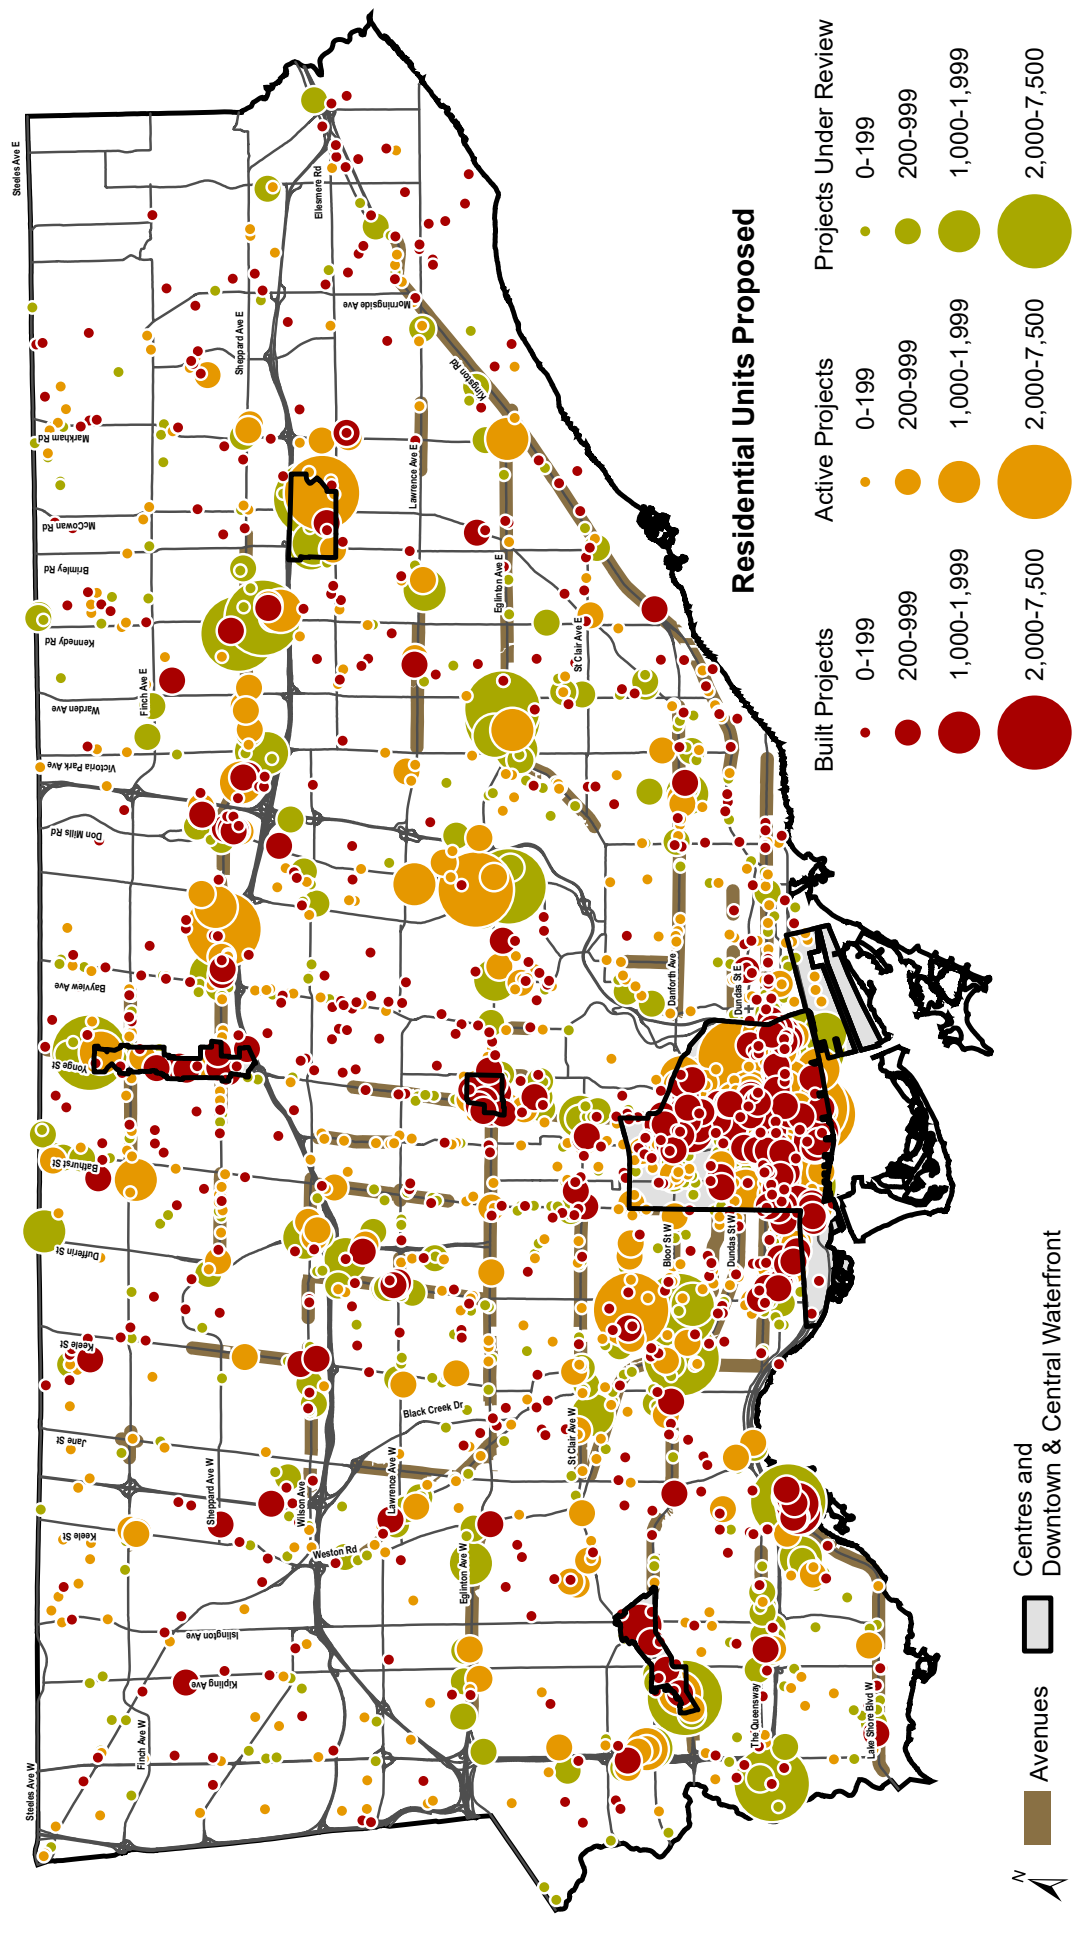 Steeles Ave W
Steeles Ave E
Finch Ave W
Finch Ave E
Sheppard Ave W
Sheppard Ave E
Wilson Ave
Ellesmere Rd
Lawrence Ave W
Lawrence Ave E
Eglinton Ave W
Eglinton Ave E
St Clair Ave W
St Clair Ave E
Bloor St W
Danforth Ave
Dundas St W
Dundas St E
The Queensway
Lake Shore Blvd W
Kingston Rd
Weston Rd
Black Creek Dr
Kipling Ave
Islington Ave
Keele St
Jane St
Keele St
Dufferin St
Bathurst St
Yonge St
Bayview Ave
Don Mills Rd
Victoria Park Ave
Warden Ave
Kennedy Rd
Brimley Rd
McCowan Rd
Markham Rd
Morningside Ave
Residential Units Proposed
Built Projects
0-199
200-999
1,000-1,999
2,000-7,500
Active Projects
0-199
200-999
1,000-1,999
2,000-7,500
Projects Under Review
0-199
200-999
1,000-1,999
2,000-7,500
N
Avenues
Centres and
Downtown & Central Waterfront